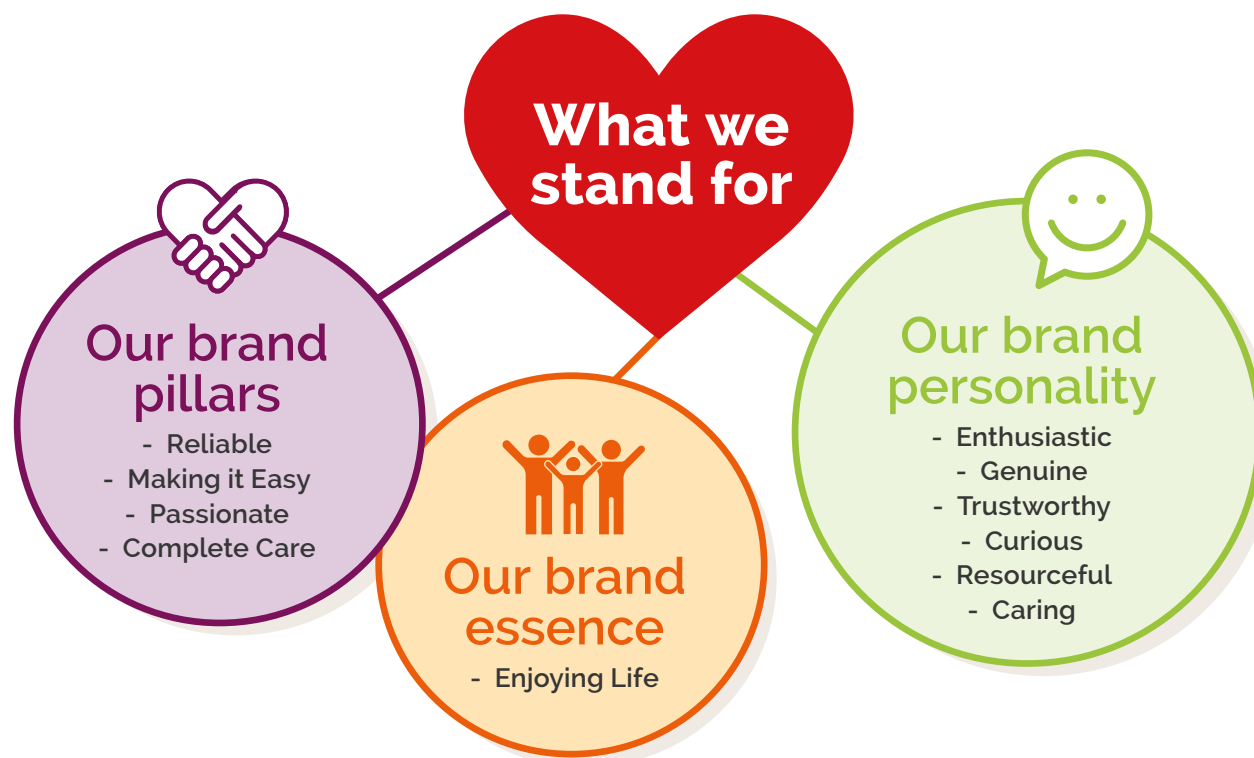 What we
stand for
Our brand
pillars
- Reliable
- Making it Easy
- Passionate
- Complete Care
Our brand
essence
- Enjoying Life
Our brand
personality
- Enthusiastic
- Genuine
- Trustworthy
- Curious
- Resourceful
- Caring